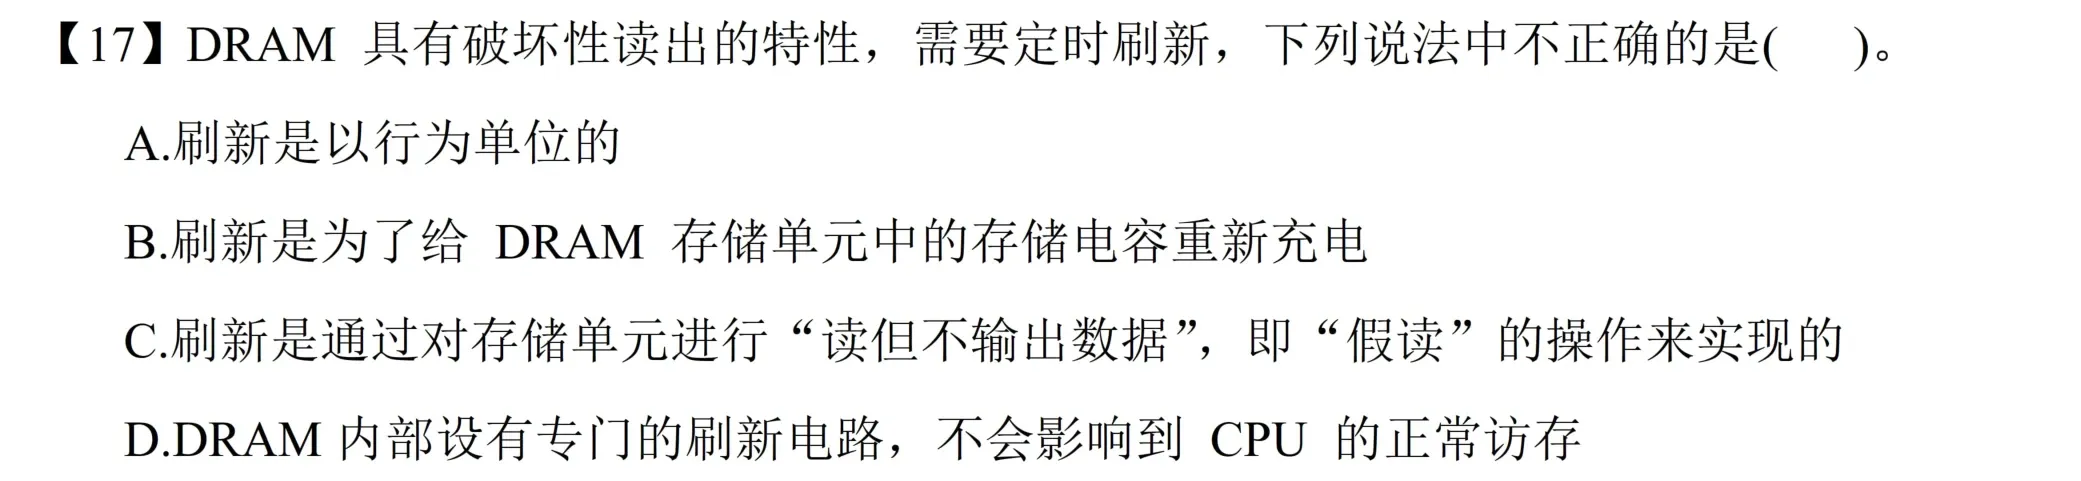 【17】DRAM 具有破坏性读出的特性，需要定时刷新，下列说法中不正确的是(　)。
A.刷新是以行为单位的
B.刷新是为了给 DRAM 存储单元中的存储电容重新充电
C.刷新是通过对存储单元进行“读但不输出数据”，即“假读”的操作来实现的
D.DRAM 内部设有专门的刷新电路，不会影响到 CPU 的正常访存